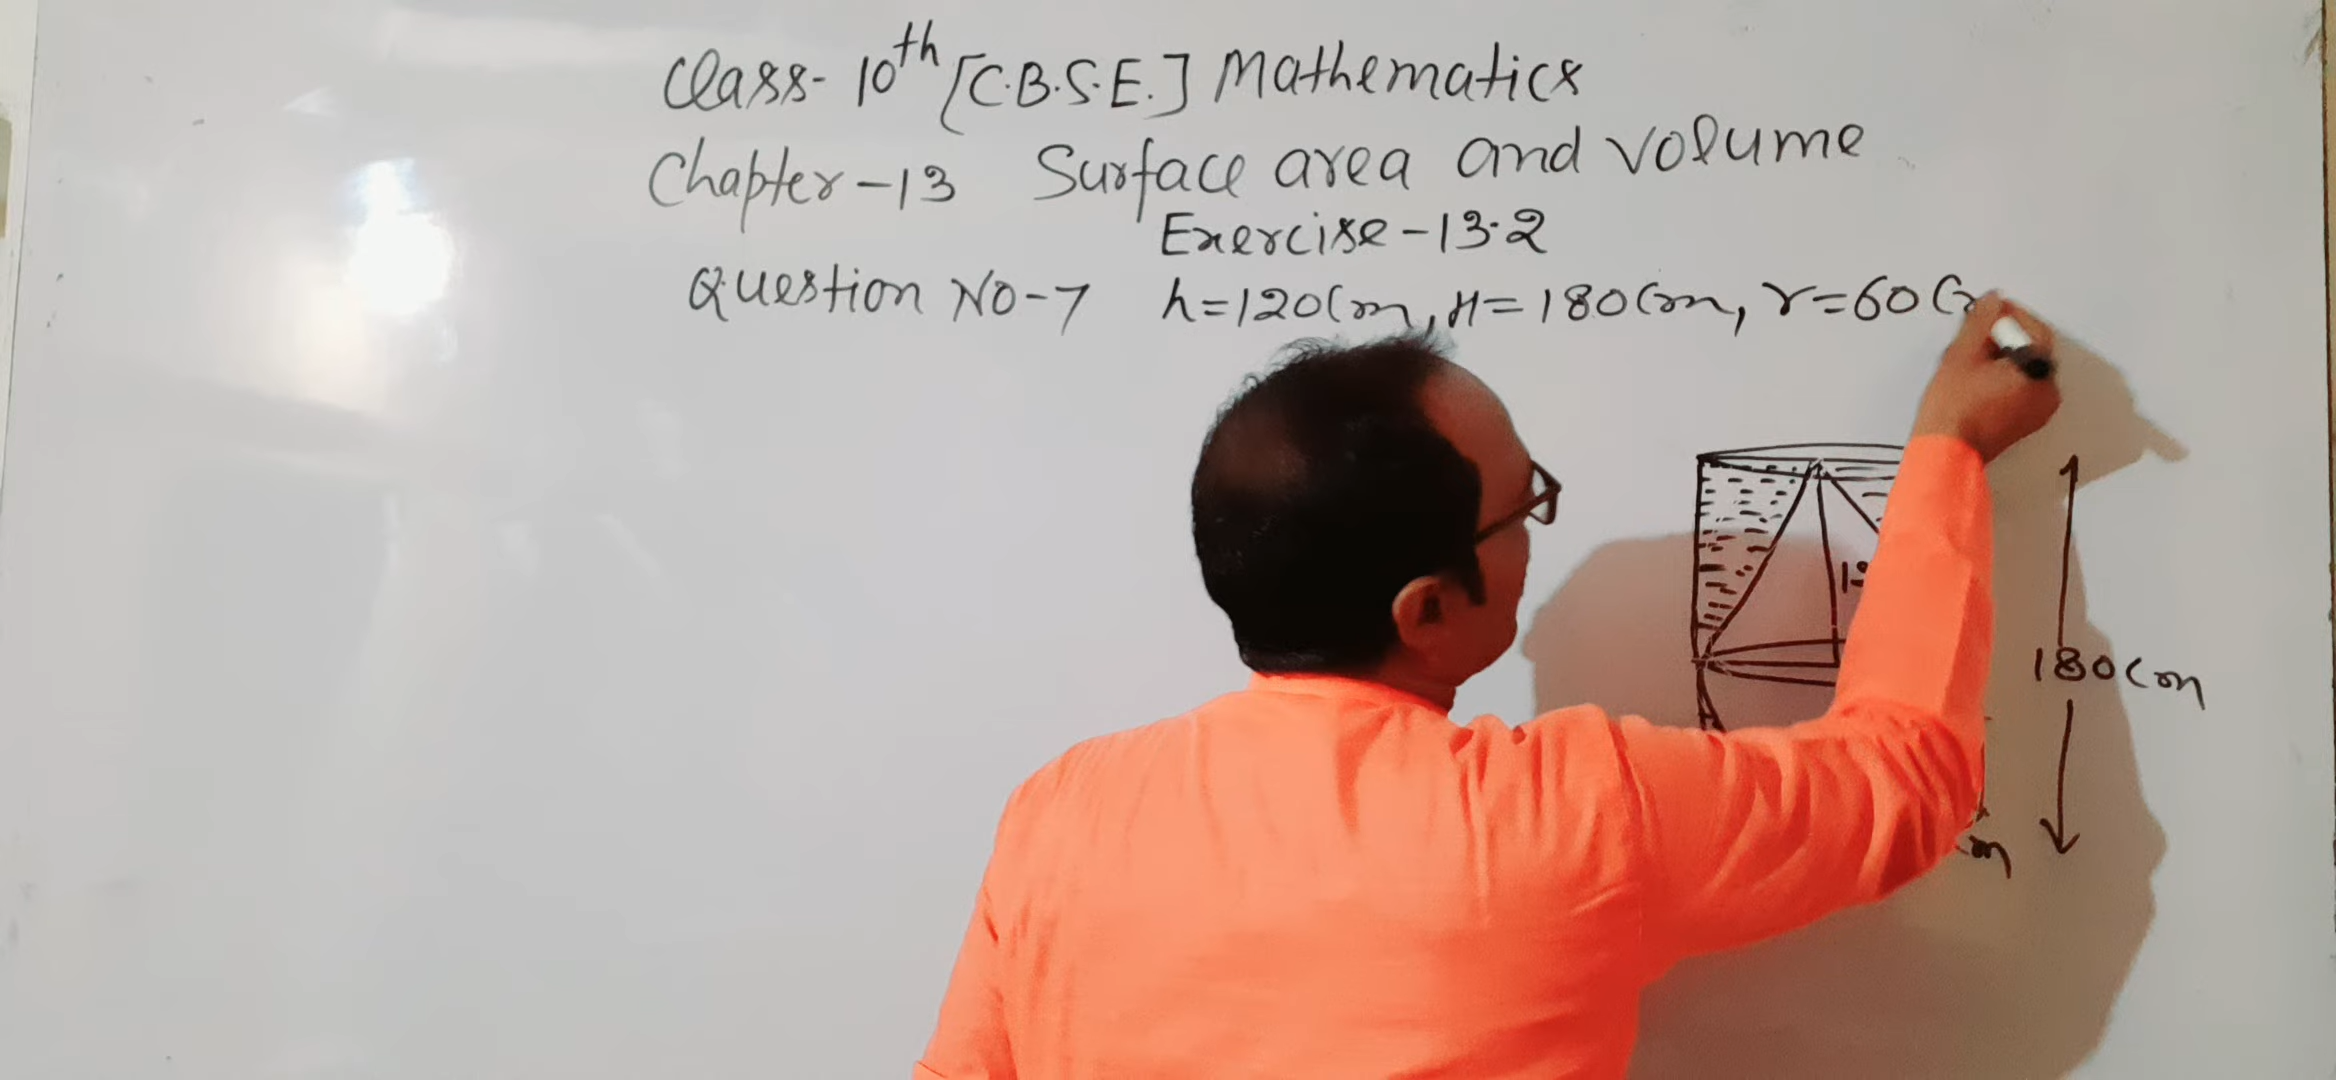 Class- 10th [C.B.S.E.] Mathematics
Chapter-13 Surface area and volume
Exercise-13.2
Question No-7 h=120Cm, H=180Cm, r=60
180Cm